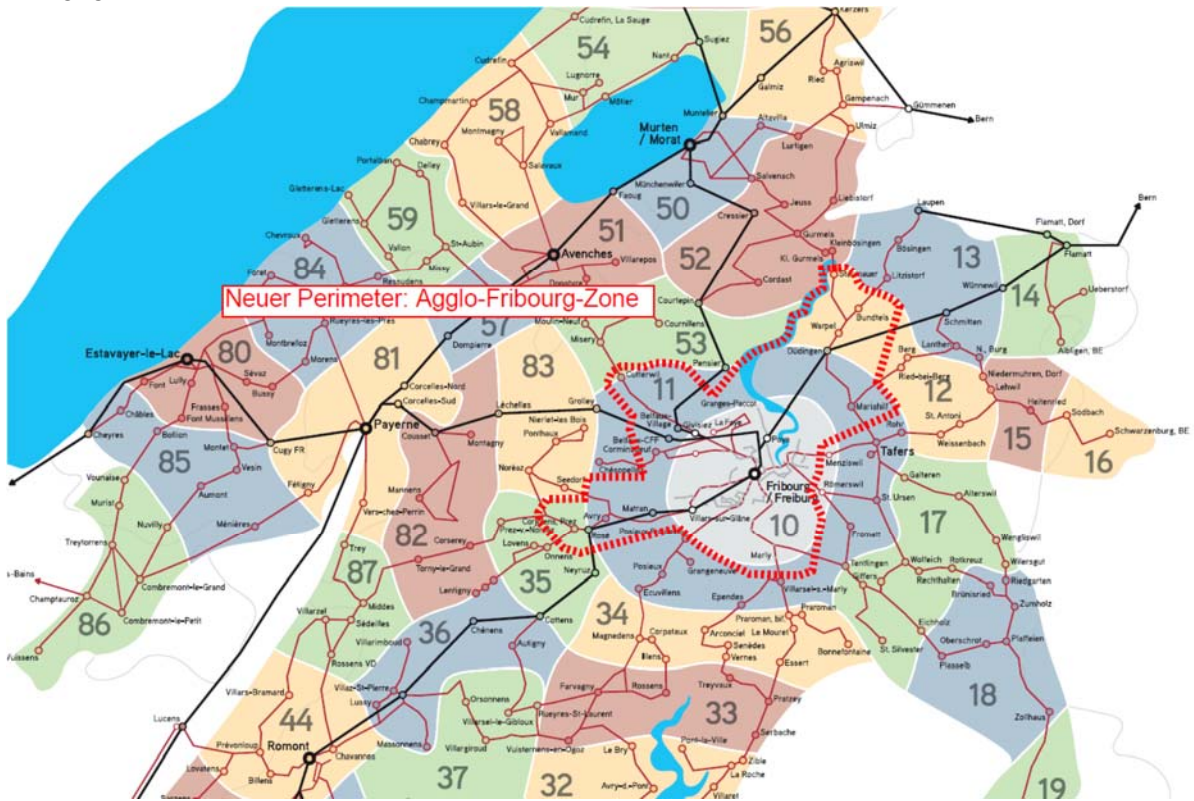 Cudrefin, La Sauge
54
Sugiez
Nant
56
Kerzers
Cudrefin
Lugnorre
Mur
Môtier
Agriswil
Ried
Galmiz
Gempenach
Gümmenen
Bern
Champmartin
58
Vallamand
Muntelier
Altavilla
Ulmiz
Montmagny
Murten
/ Morat
Lurtigen
Chabrey
Salavaux
Portalban
Delley
Münchenwiler
Salvenach
Faoug
Gletterens-Lac
50
Jeuss
Liebistorf
Laupen
Bern
Villars-le-Grand
Cressier
Flamatt, Dorf
59
Gletterens
51
Gurmels
Bösingen
Flamatt
Chevroux
St-Aubin
Kleinbösingen
13
Vallon
Avenches
Villarepos
52
Kl. Gurmels
84
Missy
Cordast
Litzistorf
14
Forel
Ueberstorf
Wünnewil
Neuer Perimeter: Agglo-Fribourg-Zone
Courtepin
Bundtels
Rueyres-les-Prés
57
Moulin-Neuf
Cournillens
Warpel
Schmitten
Montbrelloz
Dompierre
Misery
53
Estavayer-le-Lac
80
Morens
81
83
Pensier
Düdingen
Lanthen
N. Burg
Albligen, BE
Lully
Sévaz
Cutterwil
11
Berg
Font
Bussy
Corcelles-Nord
Ried-bei-Berg
12
Niedermuhren, Dorf
Lehwil
Corcelles-Sud
Frasses
Léchelles
Grolley
Granges-Paccot
Mariahilf
Heitenried
Châbles
Font Mussillens
Nierlet-les Bois
Belfaux-
Village
Givisiez
St. Antoni
Sodbach
Bollion
Montet
Payerne
Cousset
Ponthaux
La Faye
Rohr
15
Schwarzenburg, BE
Cheyres
Cugy FR
Montagny
Belfaux-CFF
Weissenbach
85
Vesin
Corminboeuf
Tafers
16
Vounaise
Noréaz
Menziswil
Murist
Aumont
Fétigny
Seedorf
Fribourg
/ Freiburg
Galteren
Mannens
Römerswil
Alterswil
Nuvilly
Ménières
Avry
Matran
Villars-sur-Glâne
10
St. Ursen
17
Vers-chez-Perrin
Treytorrens
82
Corserey
Rosé
Wengliswil
Trey
Lovens
Onnens
Marly
Tentlingen
Wolfeich
Rotkreuz
Wilersgut
87
Torny-le-Grand
35
Neyruz
Posieux
Grangeneuve
Giffers
Rechthalten
Riedgarten
Combremont-le-Grand
Champtauroz
Lentigny
Ecuvillens
Ependes
Villarsel-s.-Marly
Brünisried
Zumholz
86
Combremont-le-Petit
Middes
Villarzel
Sédeilles
36
Cottens
34
Praroman
Eichholz
Chénens
Magnedens
Corpataux
Arconciel
Le Mouret
Oberschrot
Plaffeien
Vuissens
Villarimboud
Autigny
Senèdes
Bonnefontaine
St. Silvester
Rossens VD
Illens
Vernes
Essert
Plasselb
Villars-Bramard
Villaz-St-Pierre
Orsonnens
Farvagny
Rossens
Treyvaux
18
Lussy
Pratzey
44
Villarsel-le-Gibloux
Rueyres-St-Laurent
33
Zollhaus
Lucens
Villargiroud
Vuisternens-en-Ogoz
Serbache
Prévonloup
Romont
Massonnens
Le Bry
Pont-la-Ville
Chavannes
Zible
Lovatens
Billens
37
32
Avry-d.-Pont
La Roche
19